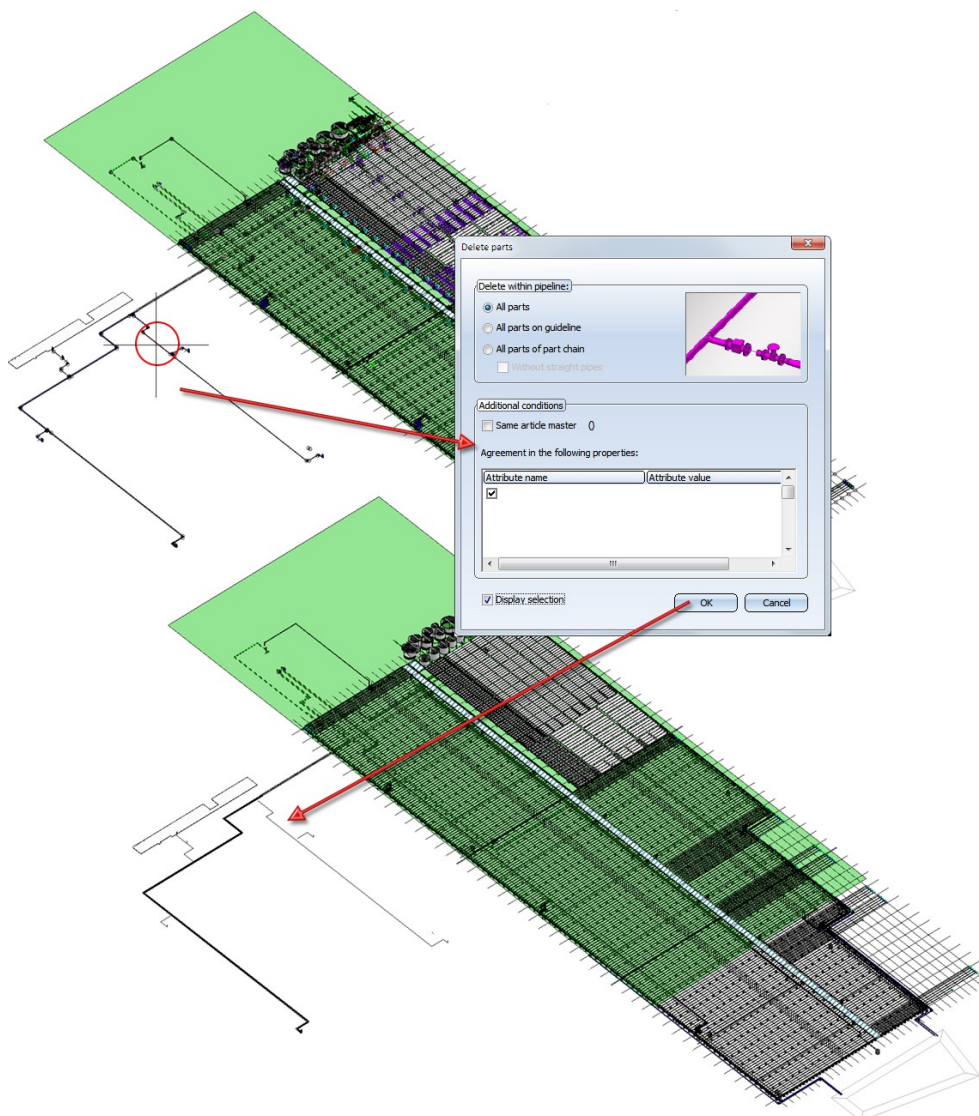 Delete parts
Delete within pipeline:
All parts
All parts on guideline
All parts of part chain
Without straight pipes
Additional conditions
Same article master ()
Agreement in the following properties:
Attribute name Attribute value
Display selection
OK Cancel